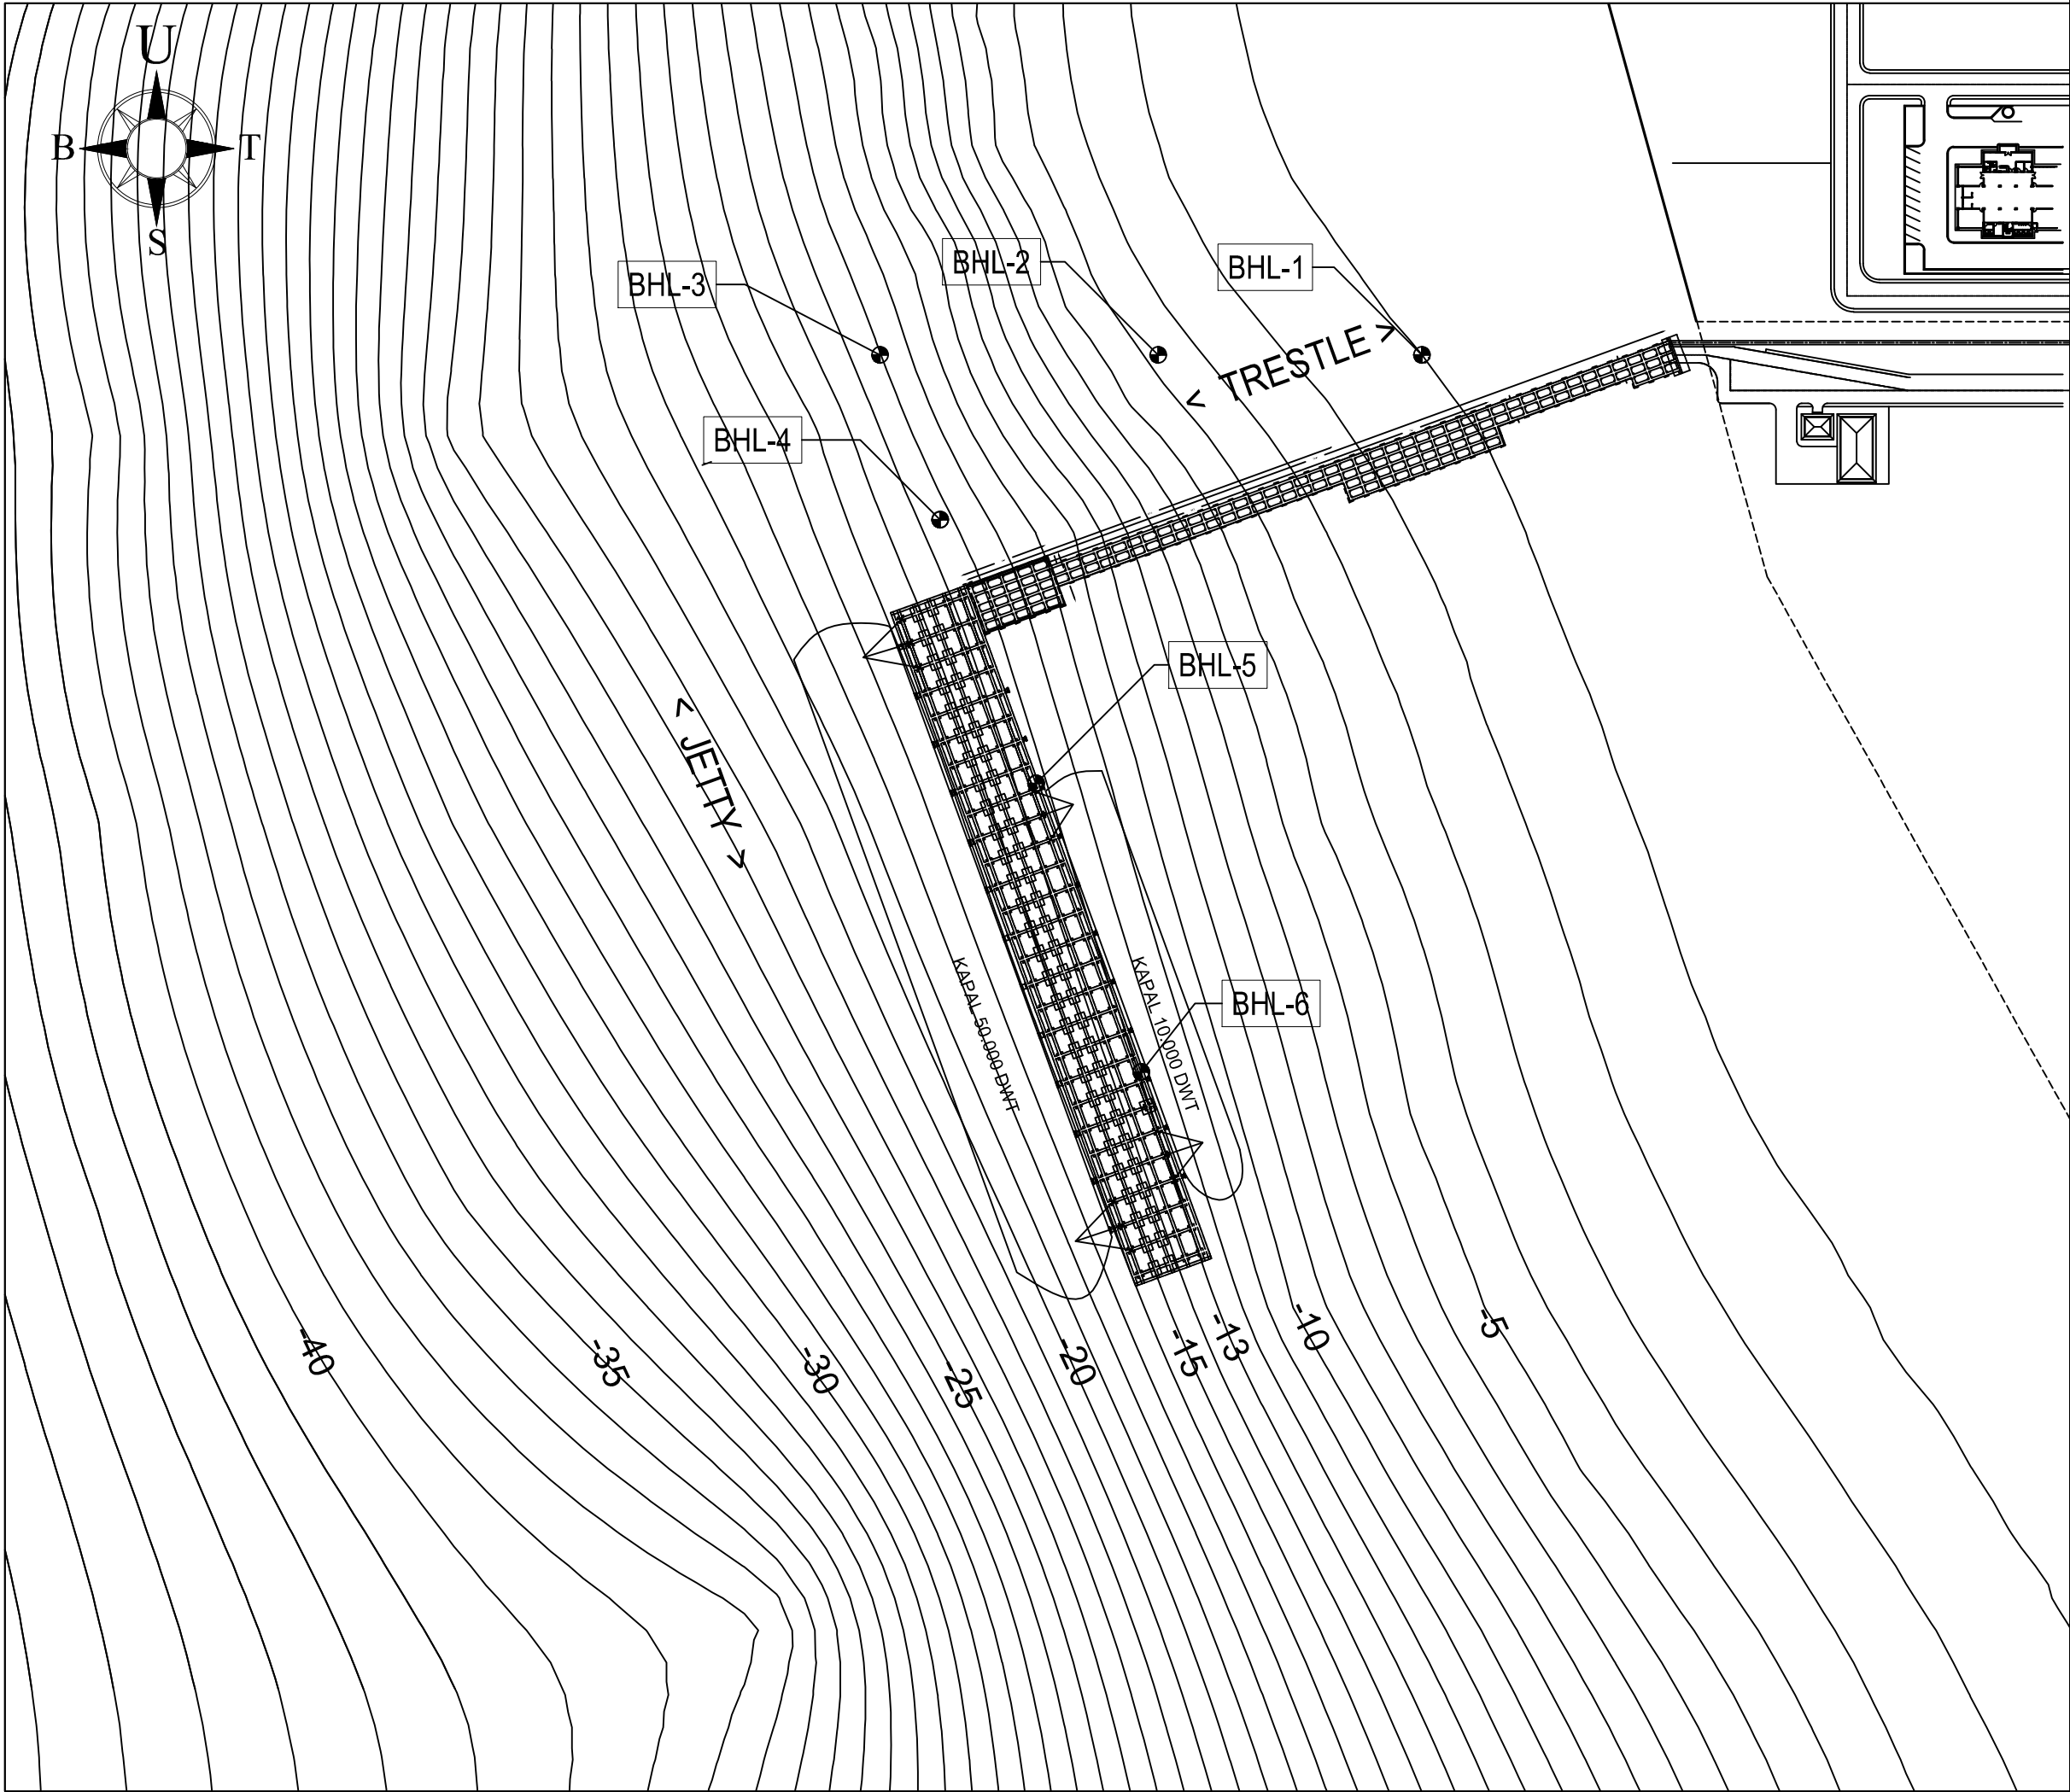 U
B
T
S
BHL-2
BHL-1
BHL-3
< TRESTLE >
BHL-4
BHL-5
< JETTY >
KAPAL 50.000 DWT
KAPAL 10.000 DWT
BHL-6
-40
-35
-30
-25
-20
-15
-13
-10
-5